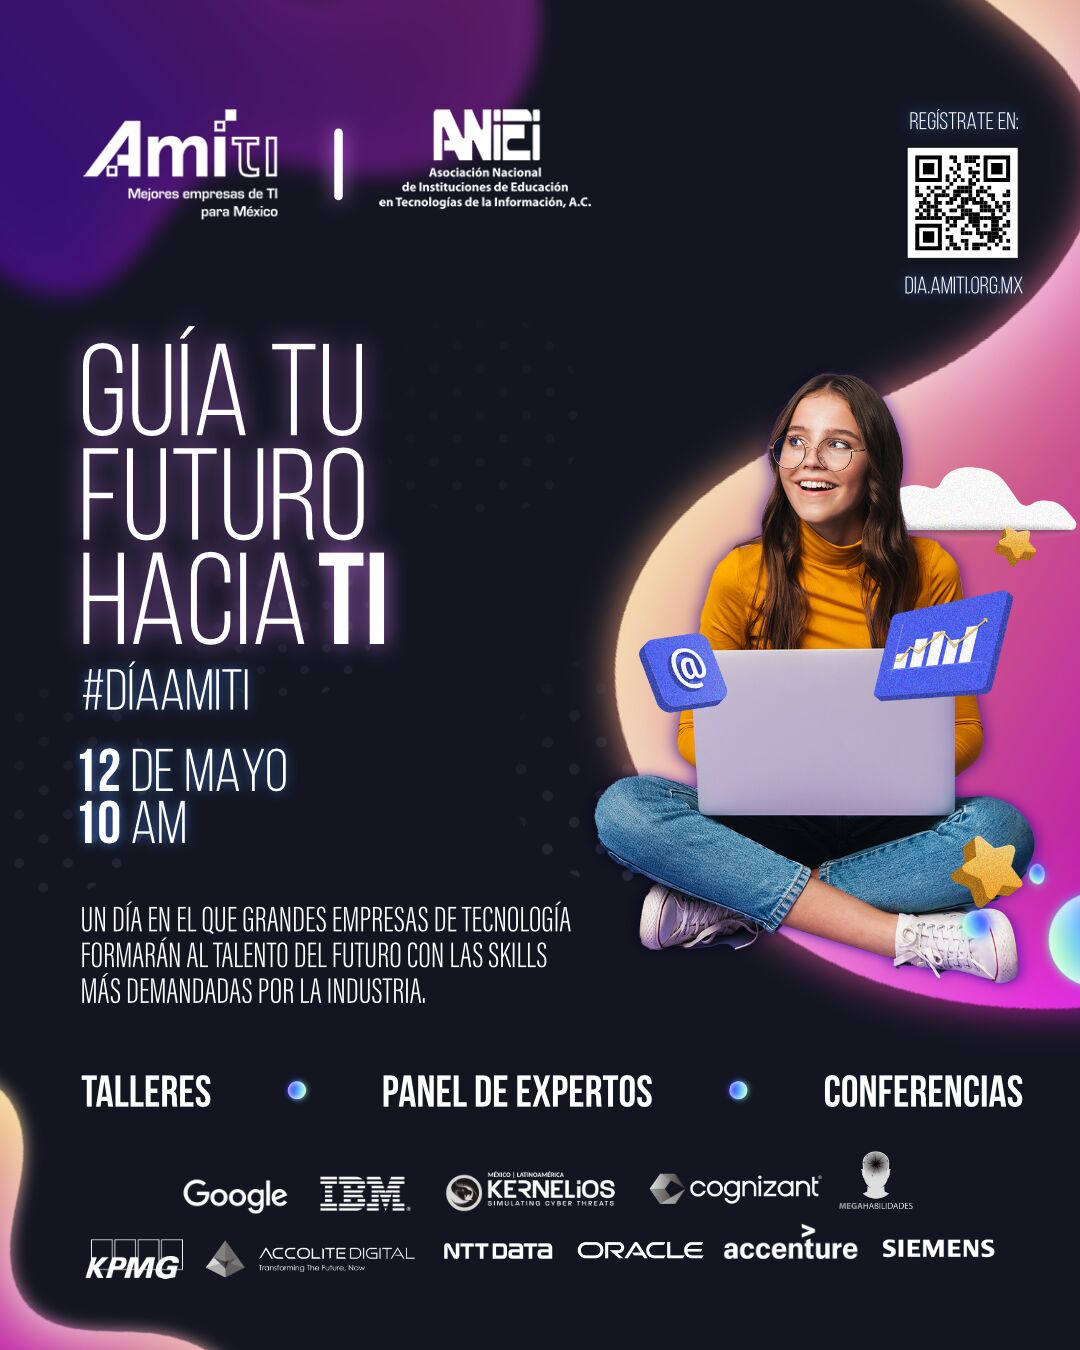 Amiti
Mejores empresas de TI
para México
ANIEI
Asociación Nacional
de Instituciones de Educación
en Tecnologías de la Información, A.C.
REGÍSTRATE EN:
DIA.AMITI.ORG.MX
GUÍA TU
FUTURO
HACIA TI
#DÍAAMITI
12 DE MAYO
10 AM
UN DÍA EN EL QUE GRANDES EMPRESAS DE TECNOLOGÍA
FORMARÁN AL TALENTO DEL FUTURO CON LAS SKILLS
MÁS DEMANDADAS POR LA INDUSTRIA.
@
TALLERES
PANEL DE EXPERTOS
CONFERENCIAS
Google
IBM®
MÉXICO | LATINOAMÉRICA
KERNELiOS
SIMULATING CYBER THREATS
cognizant®
MEGAHABILIDADES
KPMG
ACCOLITE DIGITAL
Transforming The Future, Now
NTT DATA
ORACLE
>
accenture
SIEMENS